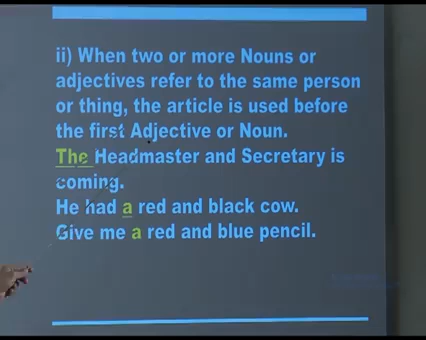 ii) When two or more Nouns or
adjectives refer to the same person
or thing, the article is used before
the first Adjective or Noun.
The Headmaster and Secretary is
coming.
He had a red and black cow.
Give me a red and blue pencil.